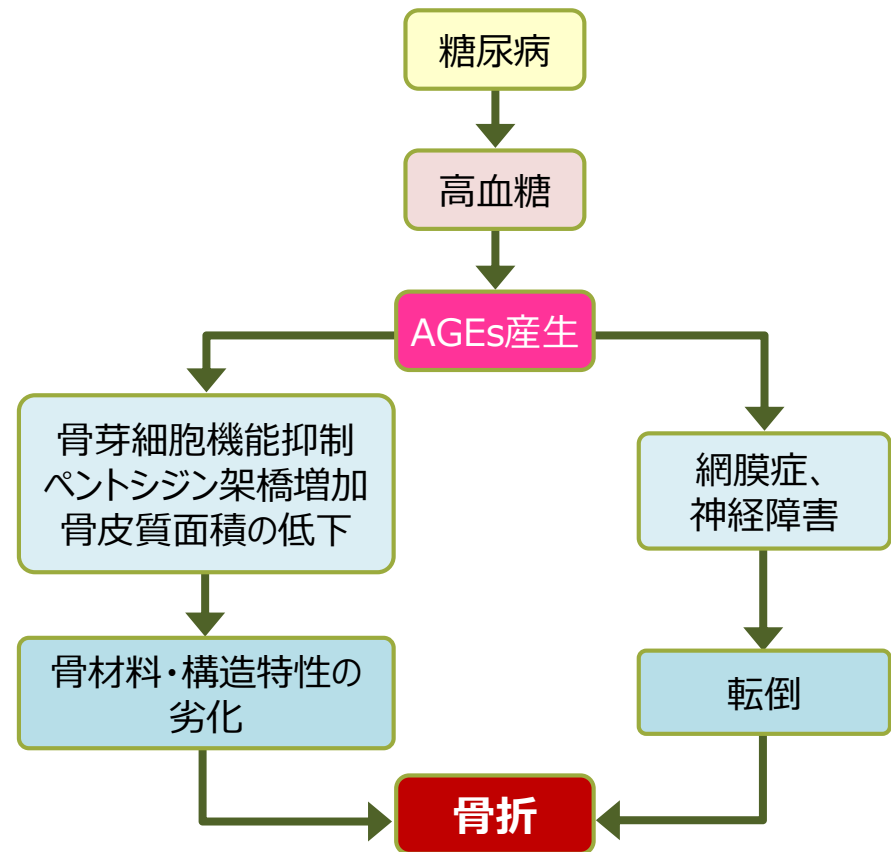 糖尿病
高血糖
AGEs産生
骨芽細胞機能抑制
ペントシジン架橋増加
骨皮質面積の低下
網膜症、
神経障害
骨材料・構造特性の
劣化
転倒
骨折